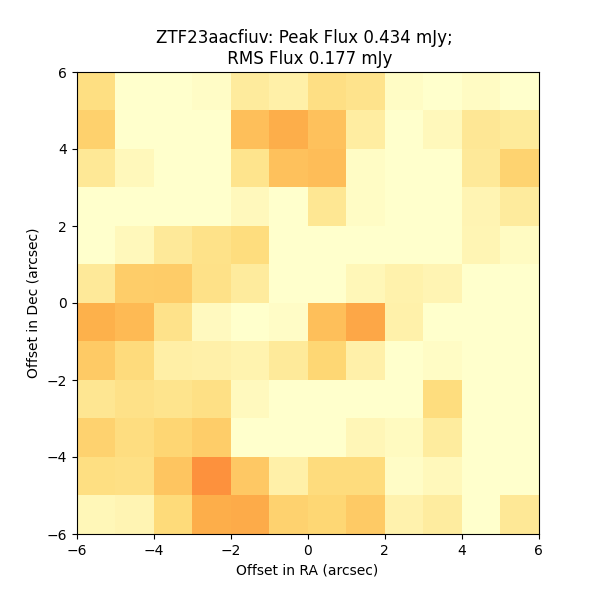 ZTF23aacfiuv: Peak Flux 0.434 mJy;
RMS Flux 0.177 mJy
6
4
2
0
−2
−4
−6
Offset in Dec (arcsec)
−6 −4 −2 0 2 4 6
Offset in RA (arcsec)